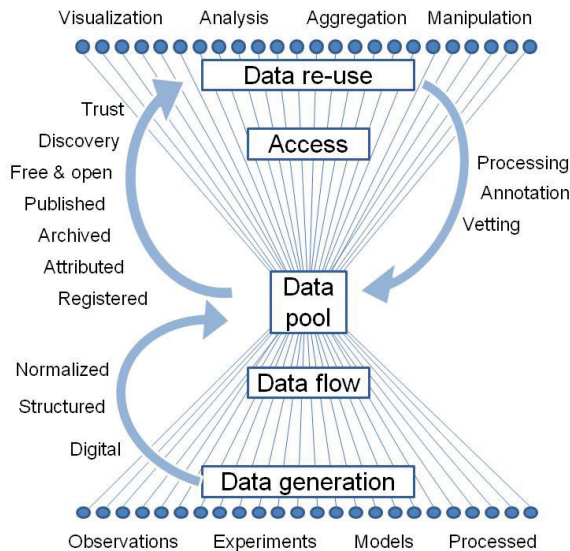 Visualization Analysis Aggregation Manipulation
Data re-use
Trust
Access
Discovery
Processing
Free & open
Annotation
Published
Vetting
Archived
Attributed
Registered
Data
pool
Normalized
Data flow
Structured
Digital
Data generation
Observations Experiments Models Processed